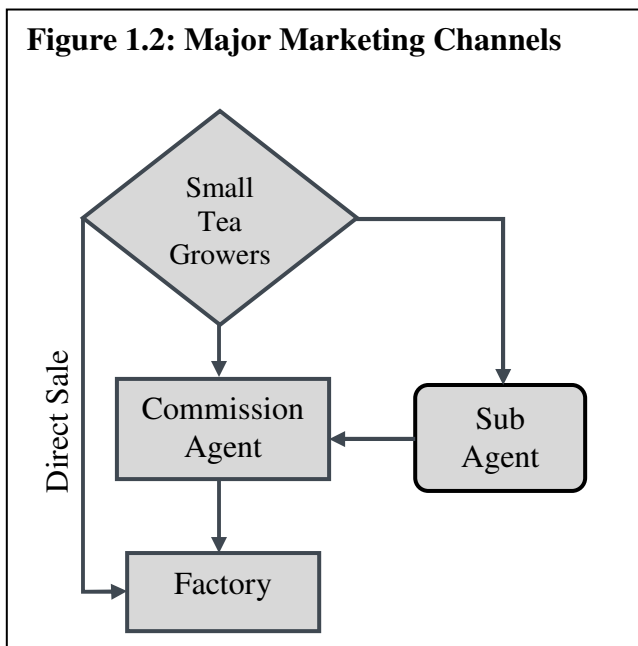 Figure 1.2: Major Marketing Channels
Small
Tea
Growers
Direct Sale
Commission
Agent
Sub
Agent
Factory